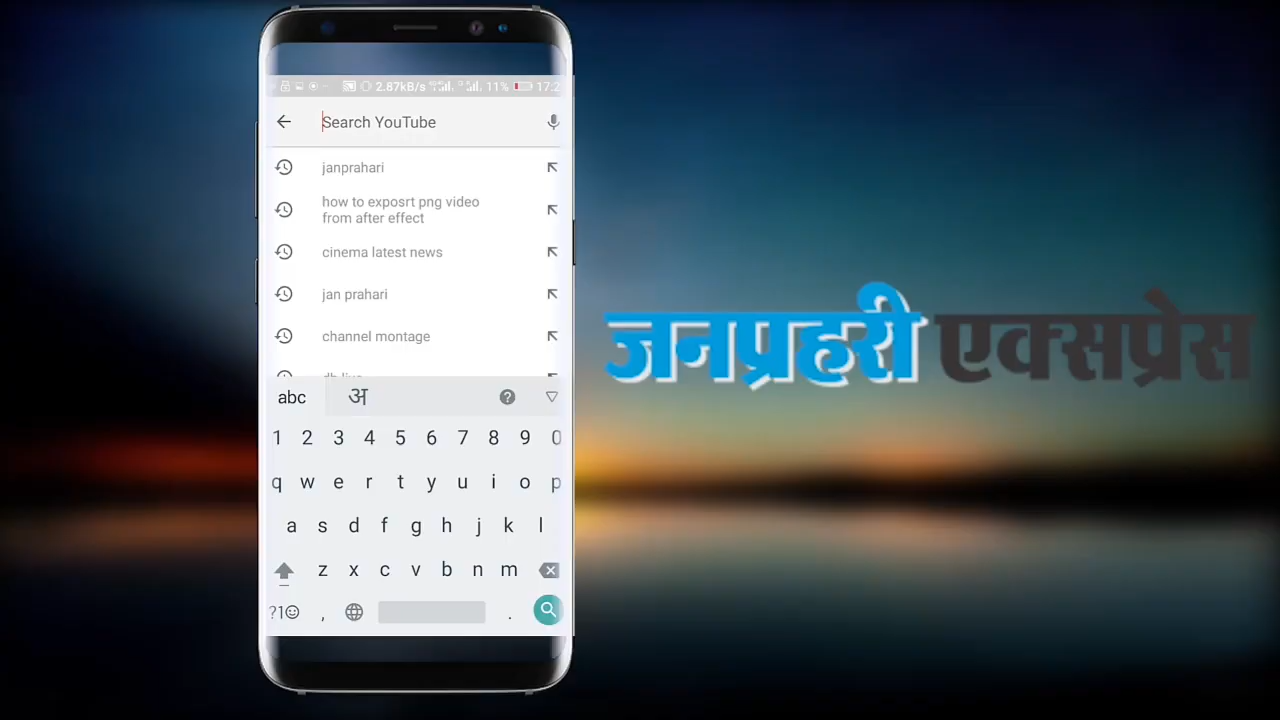 2.87kB/s 11% 17:2
Search YouTube
janprahari
how to exposrt png video
from after effect
cinema latest news
jan prahari
channel montage
abc अ ?
1 2 3 4 5 6 7 8 9 0
q w e r t y u i o p
a s d f g h j k l
z x c v b n m
?1☺ , .
जनप्रहरी एक्सप्रेस